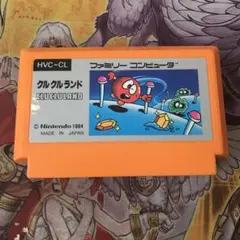 HVC-CL
ファミリー コンピュータ
クルクルランド
CLU CLU LAND
© Nintendo 1984
MADE IN JAPAN